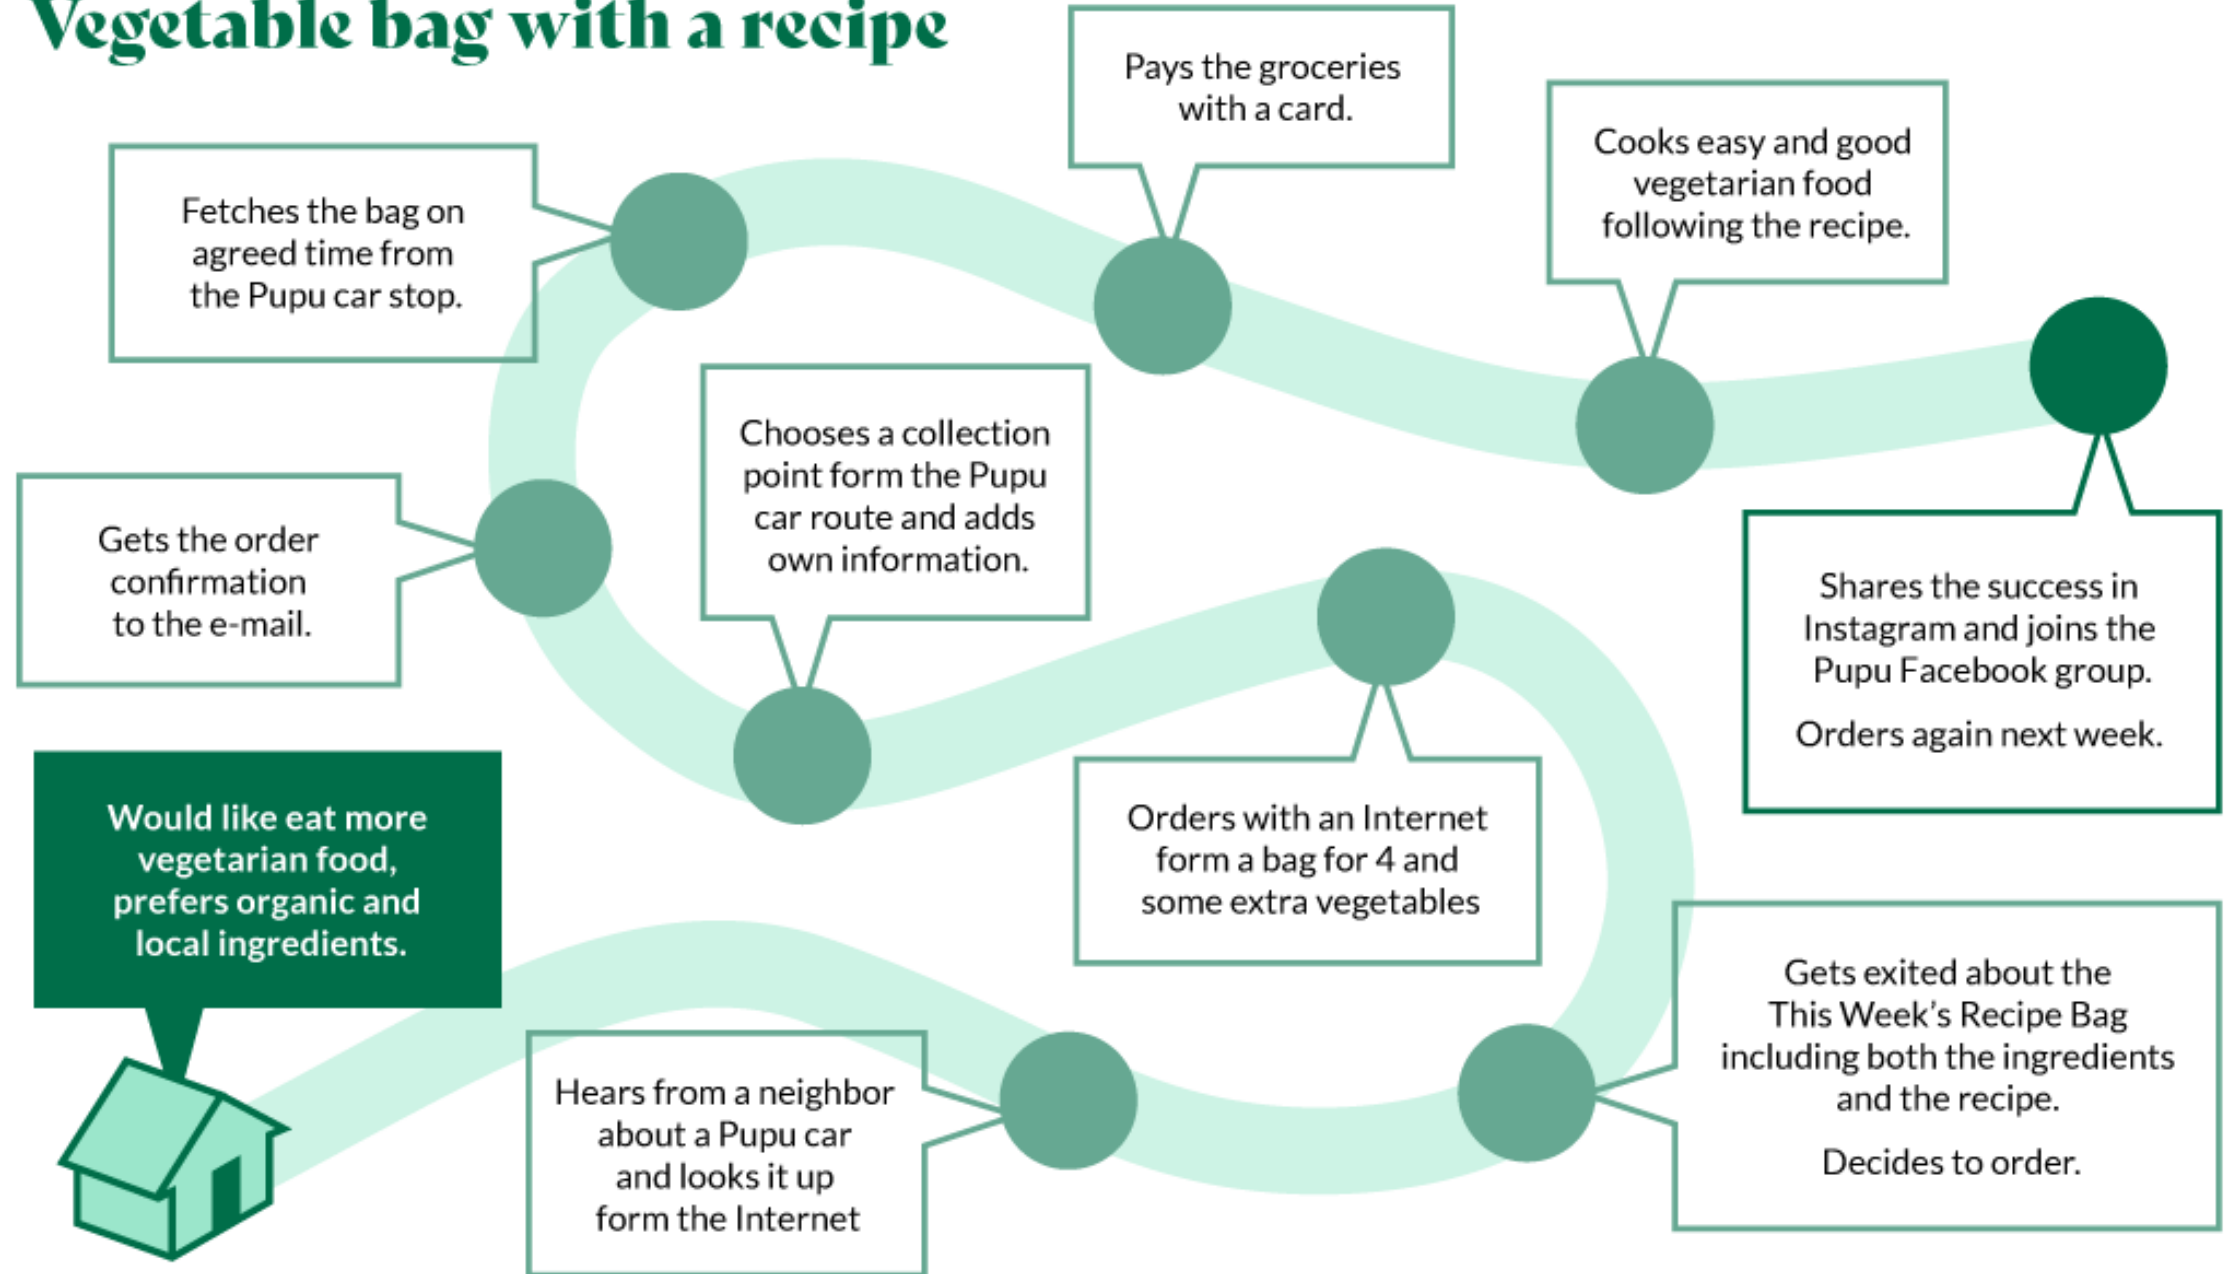 Vegetable bag with a recipe
Pays the groceries
with a card.
Cooks easy and good
vegetarian food
following the recipe.
Fetches the bag on
agreed time from
the Pupu car stop.
Chooses a collection
point form the Pupu
car route and adds
own information.
Gets the order
confirmation
to the e-mail.
Shares the success in
Instagram and joins the
Pupu Facebook group.
Orders again next week.
Would like eat more
vegetarian food,
prefers organic and
local ingredients.
Orders with an Internet
form a bag for 4 and
some extra vegetables
Gets exited about the
This Week's Recipe Bag
including both the ingredients
and the recipe.
Decides to order.
Hears from a neighbor
about a Pupu car
and looks it up
form the Internet